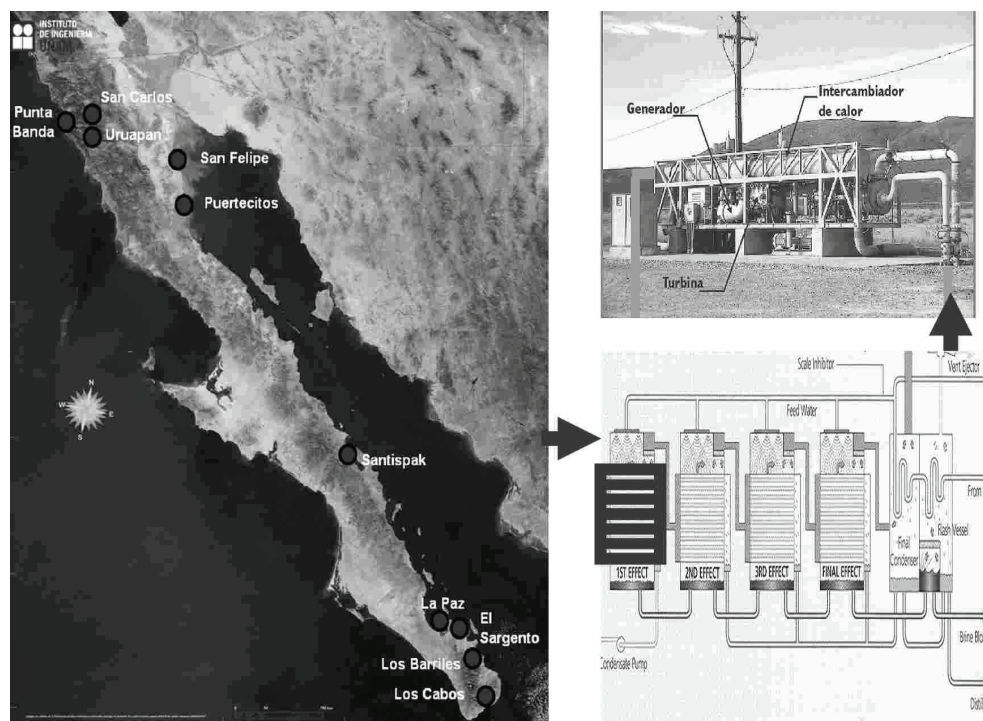 INSTITUTO
DE INGENIERÍA
UNAM
San Carlos
Punta
Banda
Uruapan
San Felipe
Puertecitos
N
W
E
S
Santispak
La Paz
El
Sargento
Los Barriles
Los Cabos
Intercambiador
de calor
Generador
Turbina
Scale Inhibitor
Vent Ejector
Feed Water
From
Flash Vessel
Final
Condenser
1ST EFFECT
2ND EFFECT
3RD EFFECT
FINAL EFFECT
Condensate Pump
Brine Blo
Distil